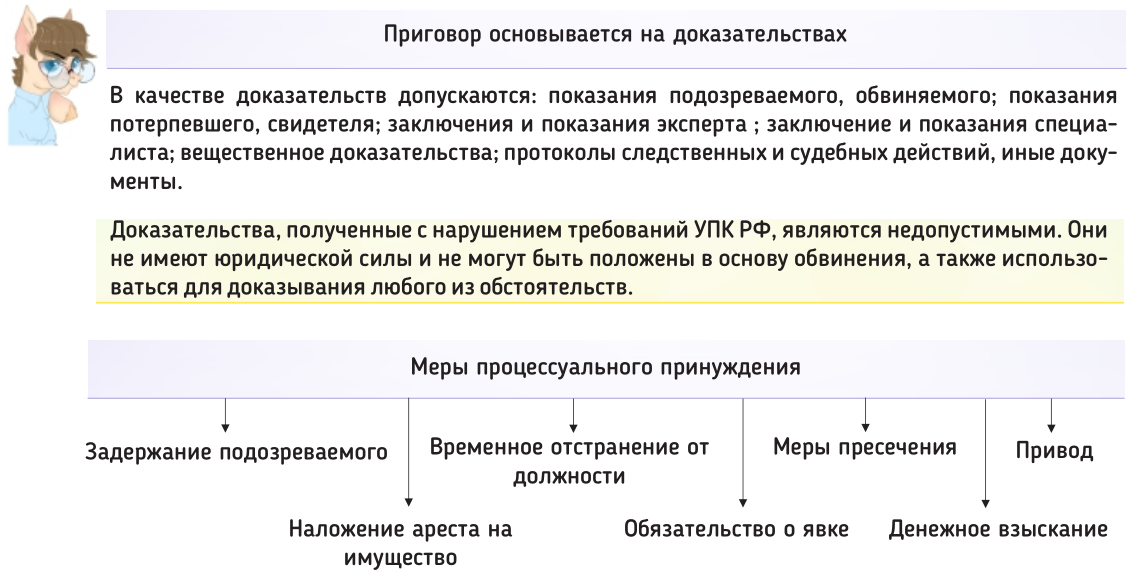 Приговор основывается на доказательствах
В качестве доказательств допускаются: показания подозреваемого, обвиняемого; показания
потерпевшего, свидетеля; заключения и показания эксперта ; заключение и показания специа-
листа; вещественное доказательства; протоколы следственных и судебных действий, иные доку-
менты.
Доказательства, полученные с нарушением требований УПК РФ, являются недопустимыми. Они
не имеют юридической силы и не могут быть положены в основу обвинения, а также использо-
ваться для доказывания любого из обстоятельств.
Меры процессуального принуждения
Задержание подозреваемого
Временное отстранение от
должности
Меры пресечения
Привод
Наложение ареста на
имущество
Обязательство о явке
Денежное взыскание